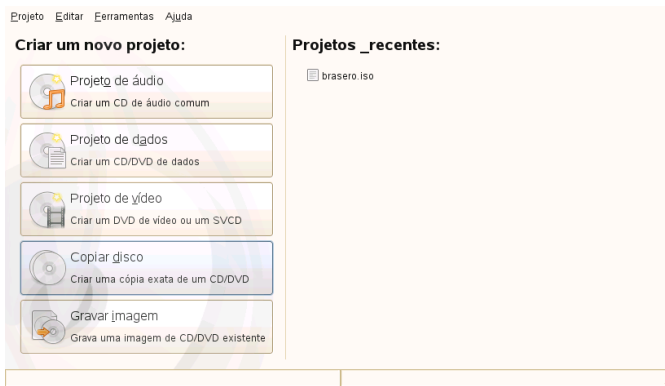 Projeto Editar Ferramentas Ajuda
Criar um novo projeto:
Projeto de áudio
Criar um CD de áudio comum
Projeto de dados
Criar um CD/DVD de dados
Projeto de vídeo
Criar um DVD de vídeo ou um SVCD
Copiar disco
Criar uma cópia exata de um CD/DVD
Gravar imagem
Grava uma imagem de CD/DVD existente
Projetos _recentes:
brasero.iso